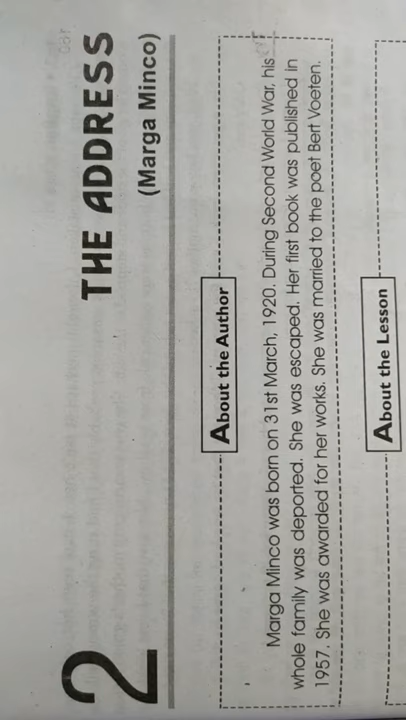 2
THE ADDRESS
(Marga Minco)
About the Author
Marga Minco was born on 31st March, 1920. During Second World War, his
whole family was deported. She was escaped. Her first book was published in
1957. She was awarded for her works. She was married to the poet Bert Voeten.
About the Lesson